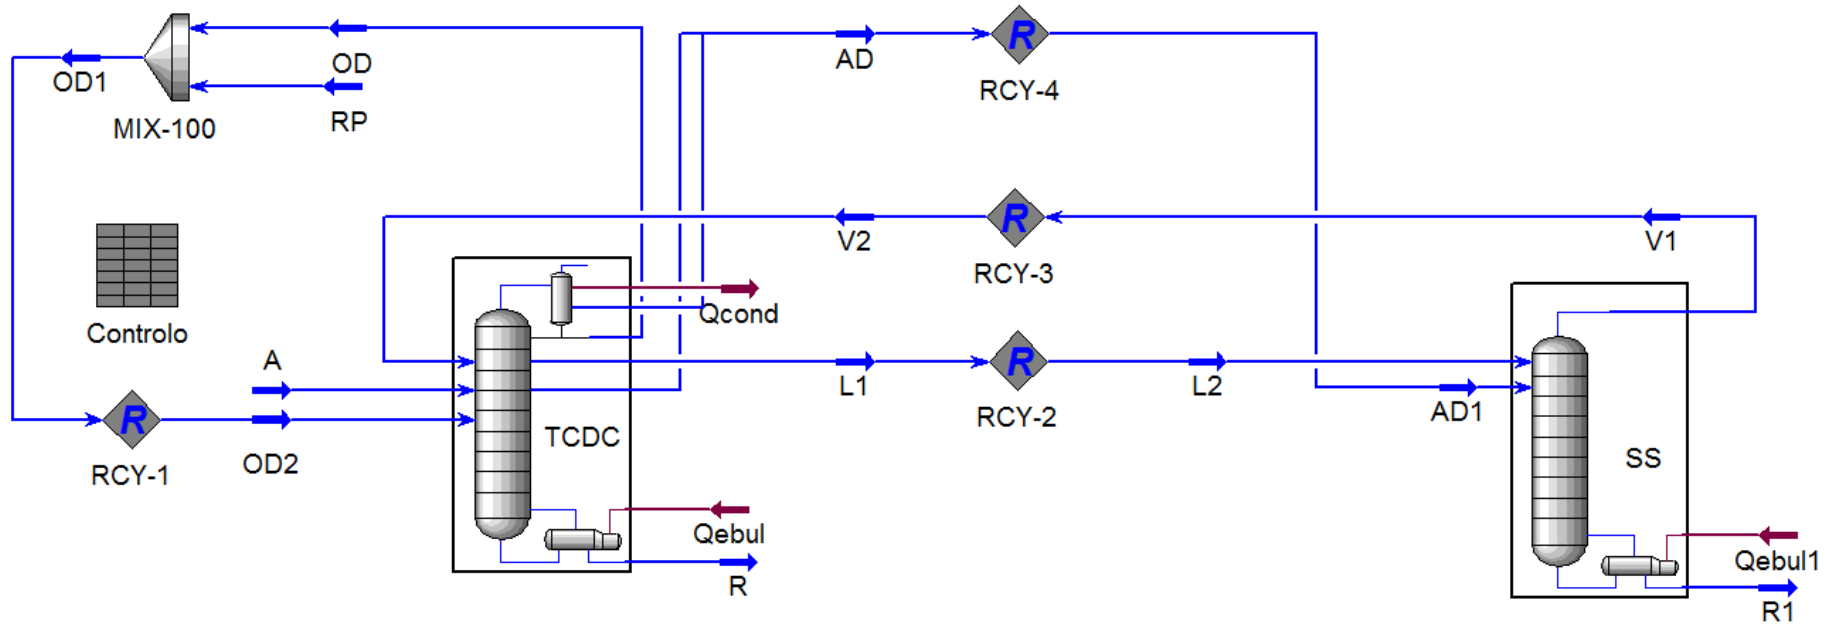 OD1
OD
MIX-100
RP
AD
R
RCY-4
V2
R
RCY-3
V1
Controlo
Qcond
A
R
RCY-1
OD2
TCDC
L1
R
RCY-2
L2
AD1
SS
Qebul
R
Qebul1
R1